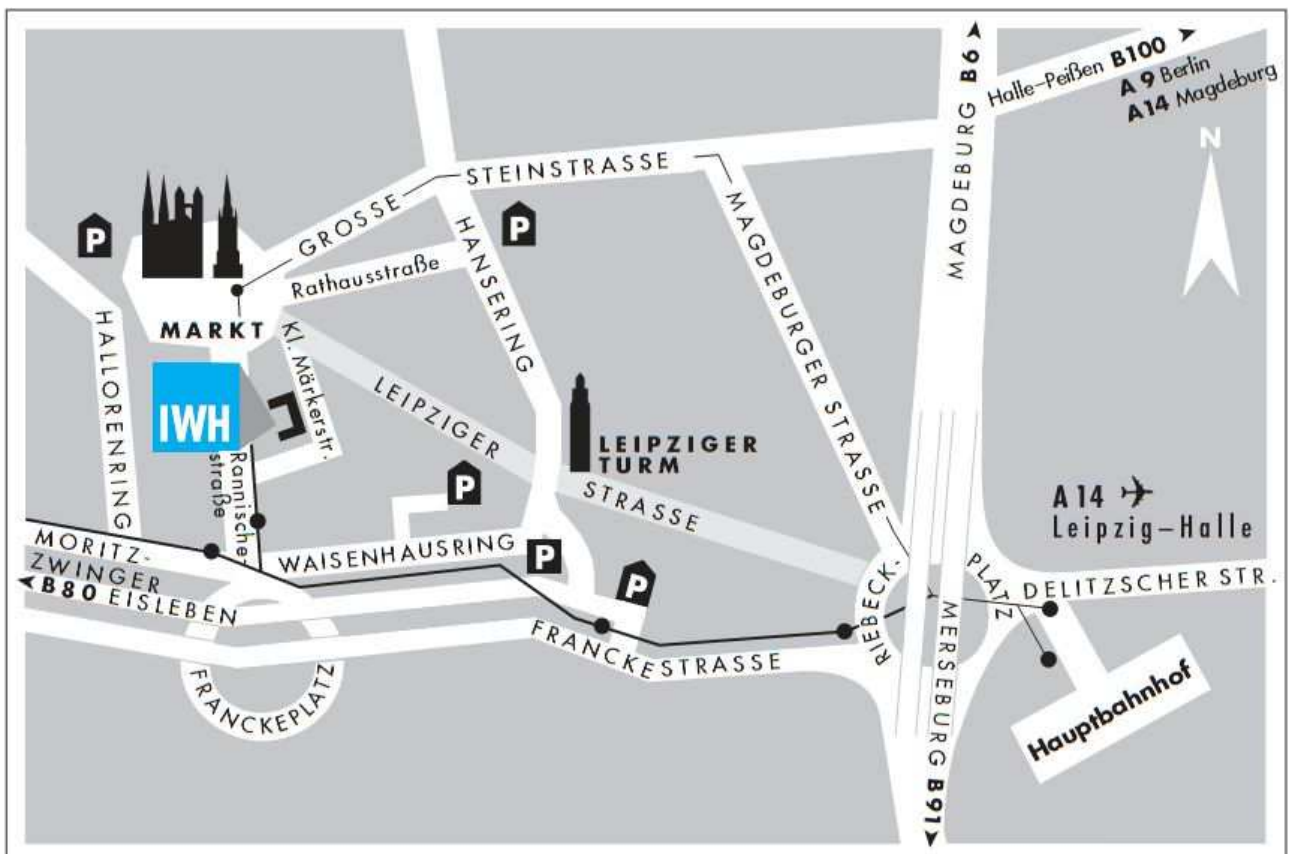 MAGDEBURG B6
Halle–Peißen B100
A 9 Berlin
A14 Magdeburg
N
STEINSTRASSE
GROSSE
MAGDEBURGER STRASSE
HANSERING
P
P
Rathausstraße
MARKT
Kl. Märkerstr.
HALLORENRING
LEIPZIGER
STRASSE
IWH
LEIPZIGER
TURM
Rannische-
straße
P
A 14
Leipzig–Halle
MORITZ-
ZWINGER
B80 EISLEBEN
WAISENHAUSRING
P
P
RIEBECK-
PLATZ
DELITZSCHER STR.
FRANCKESTRASSE
FRANCKEPLATZ
Hauptbahnhof
MERSEBURG B91